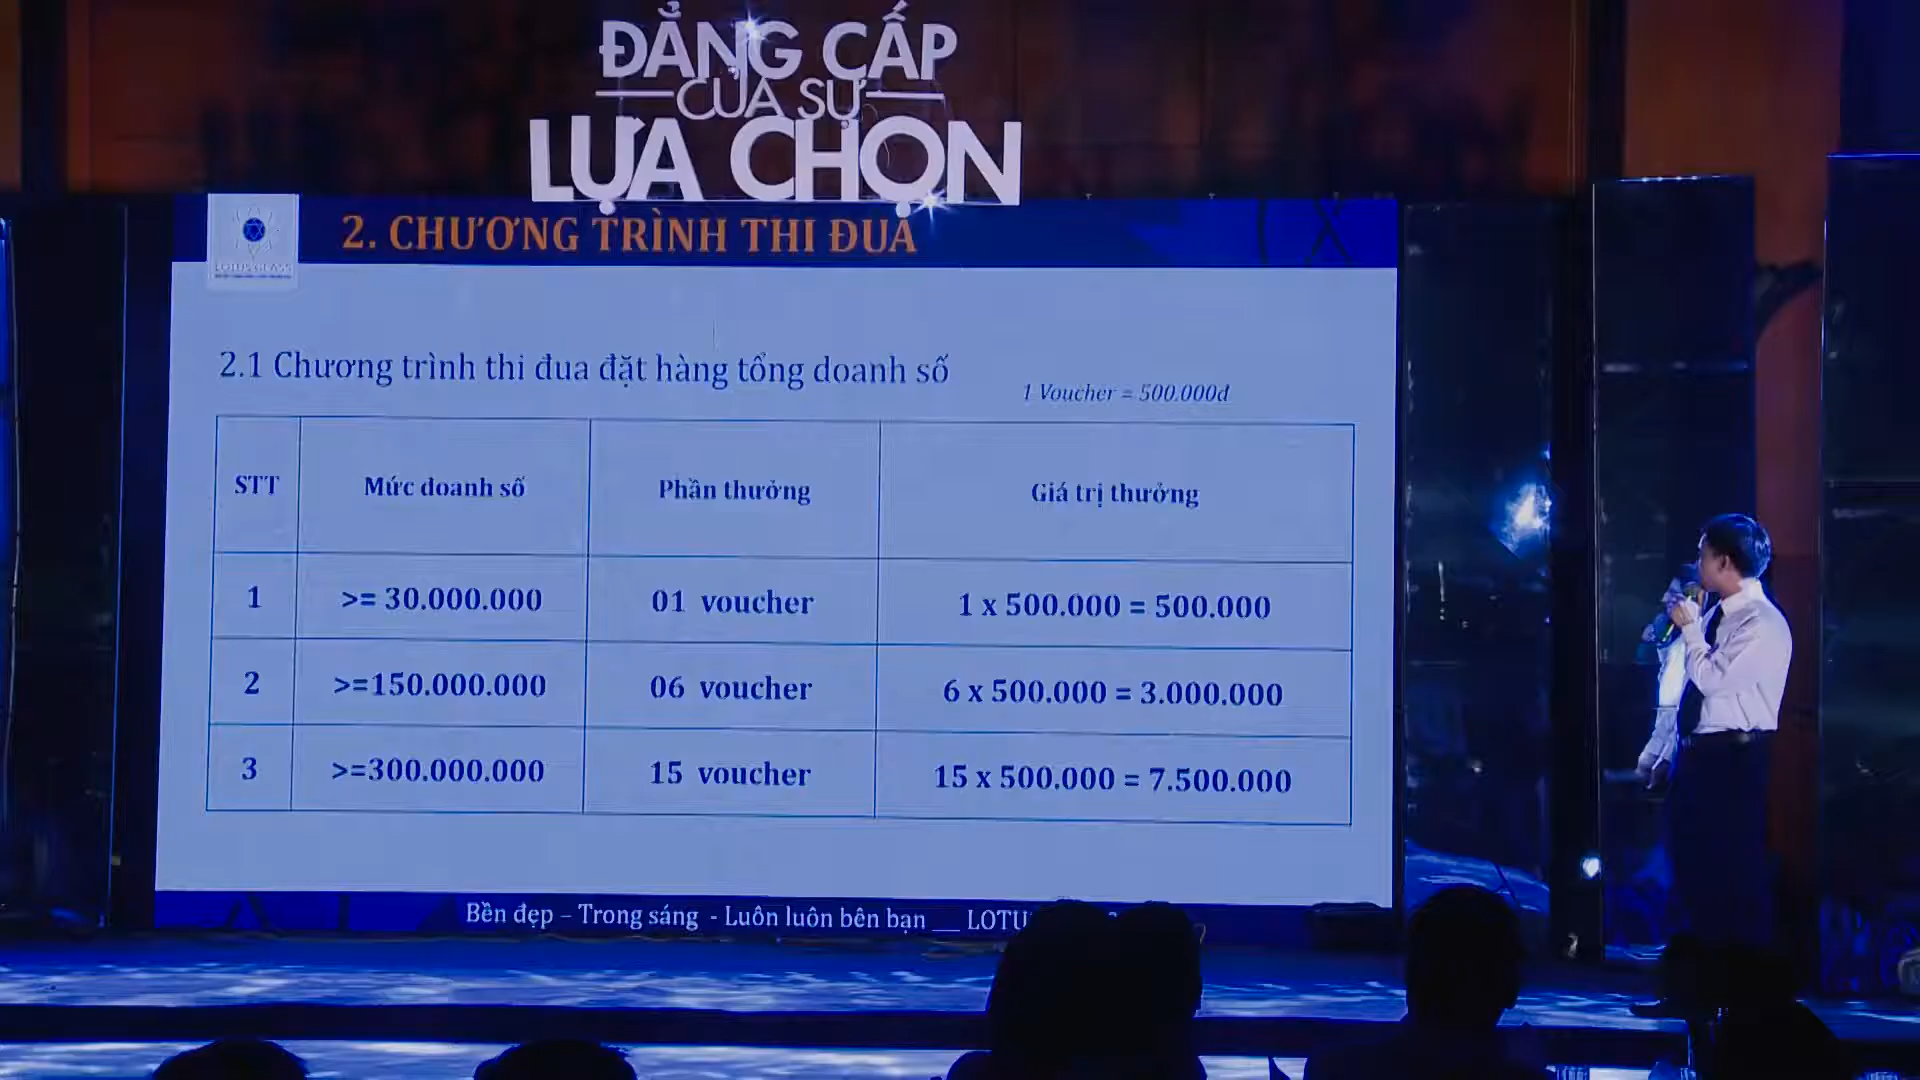 ĐẲNG CẤP
CỦA SỰ
LỰA CHỌN
LOTUS GLASS
2. CHƯƠNG TRÌNH THI ĐUA
2.1 Chương trình thi đua đặt hàng tổng doanh số
1 Voucher = 500.000đ
STT Mức doanh số Phần thưởng Giá trị thưởng
1 >= 30.000.000 01 voucher 1 x 500.000 = 500.000
2 >=150.000.000 06 voucher 6 x 500.000 = 3.000.000
3 >=300.000.000 15 voucher 15 x 500.000 = 7.500.000
Bền đẹp – Trong sáng - Luôn luôn bên bạn __ LOTU